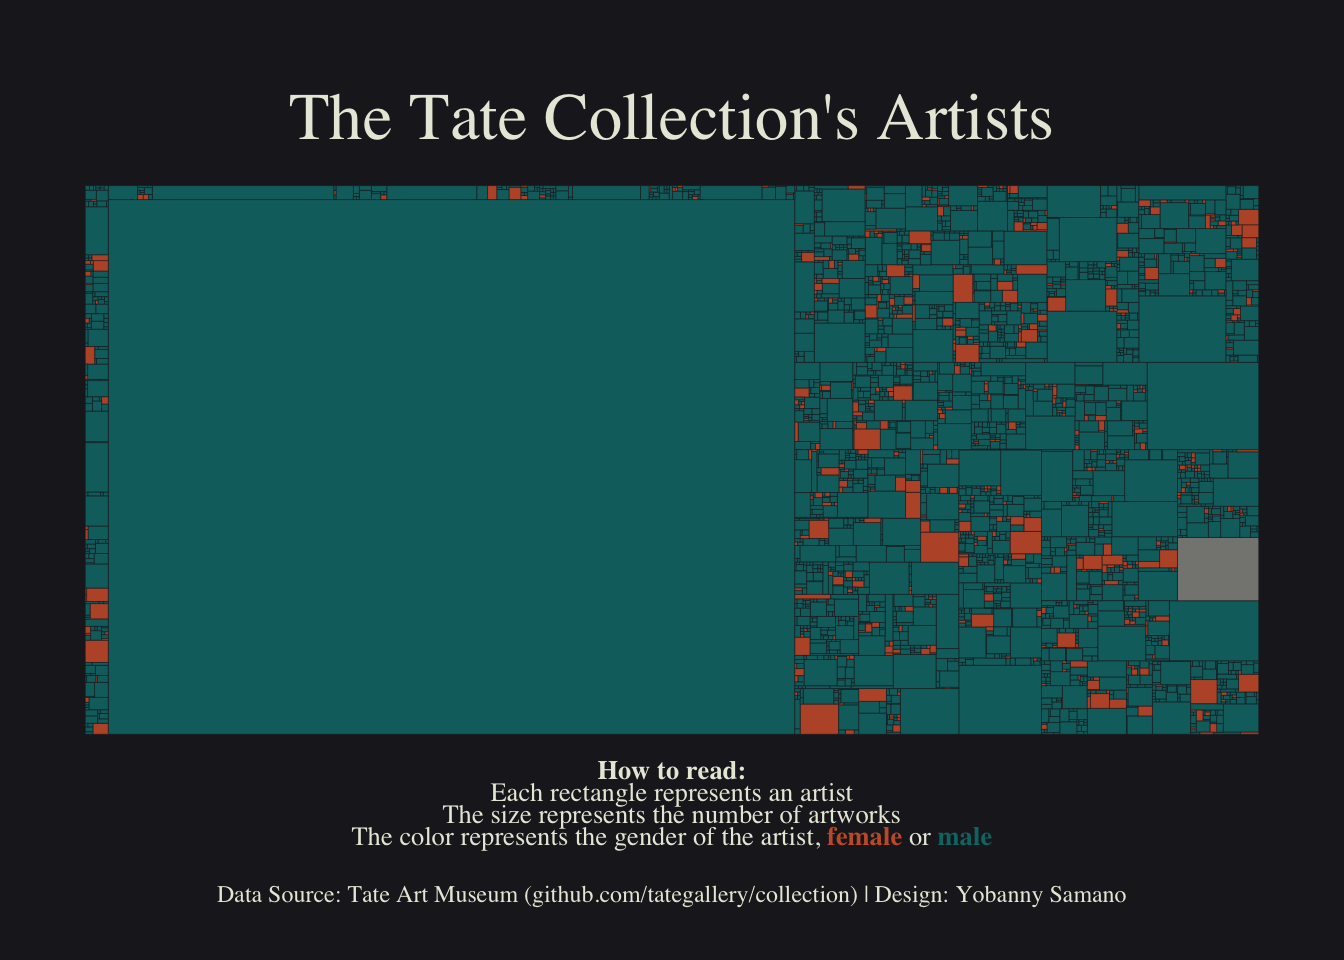 The Tate Collection's Artists
How to read:
Each rectangle represents an artist
The size represents the number of artworks
The color represents the gender of the artist, female or male
Data Source: Tate Art Museum (github.com/tategallery/collection) | Design: Yobanny Samano